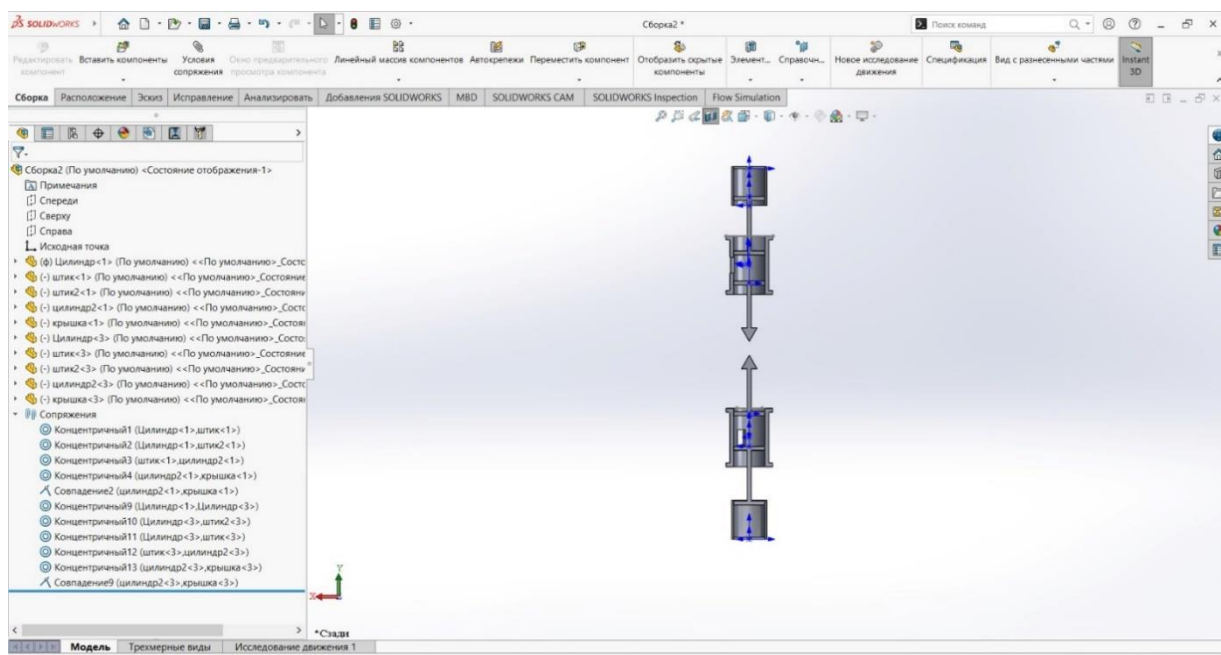 SOLIDWORKS
Сборка2 *
Поиск команд
Редактировать компонент
Вставить компоненты
Условия сопряжения
Окно предварительного просмотра компонента
Линейный массив компонентов
Автокрепежи
Переместить компонент
Отобразить скрытые компоненты
Элемент...
Справочн...
Новое исследование движения
Спецификация
Вид с разнесенными частями
Instant 3D
Сборка
Расположение
Эскиз
Исправление
Анализировать
Добавления SOLIDWORKS
MBD
SOLIDWORKS CAM
SOLIDWORKS Inspection
Flow Simulation
Сборка2 (По умолчанию) <Состояние отображения-1>
Примечания
Спереди
Сверху
Справа
Исходная точка
(ф) Цилиндр<1> (По умолчанию) <<По умолчанию>_Состо
(-) штик<1> (По умолчанию) <<По умолчанию>_Состояние
(-) штик2<1> (По умолчанию) <<По умолчанию>_Состояни
(-) цилиндр2<1> (По умолчанию) <<По умолчанию>_Состо
(-) крышка<1> (По умолчанию) <<По умолчанию>_Состоя
(-) Цилиндр<3> (По умолчанию) <<По умолчанию>_Состо
(-) штик<3> (По умолчанию) <<По умолчанию>_Состояние
(-) штик2<3> (По умолчанию) <<По умолчанию>_Состояни
(-) цилиндр2<3> (По умолчанию) <<По умолчанию>_Состо
(-) крышка<3> (По умолчанию) <<По умолчанию>_Состоя
Сопряжения
Концентричный1 (Цилиндр<1>,штик<1>)
Концентричный2 (Цилиндр<1>,штик2<1>)
Концентричный3 (штик<1>,цилиндр2<1>)
Концентричный4 (цилиндр2<1>,крышка<1>)
Совпадение2 (цилиндр2<1>,крышка<1>)
Концентричный9 (Цилиндр<1>,Цилиндр<3>)
Концентричный10 (Цилиндр<3>,штик2<3>)
Концентричный11 (Цилиндр<3>,штик<3>)
Концентричный12 (штик<3>,цилиндр2<3>)
Концентричный13 (цилиндр2<3>,крышка<3>)
Совпадение9 (цилиндр2<3>,крышка<3>)
Y
X
*Сзади
Модель
Трехмерные виды
Исследование движения 1